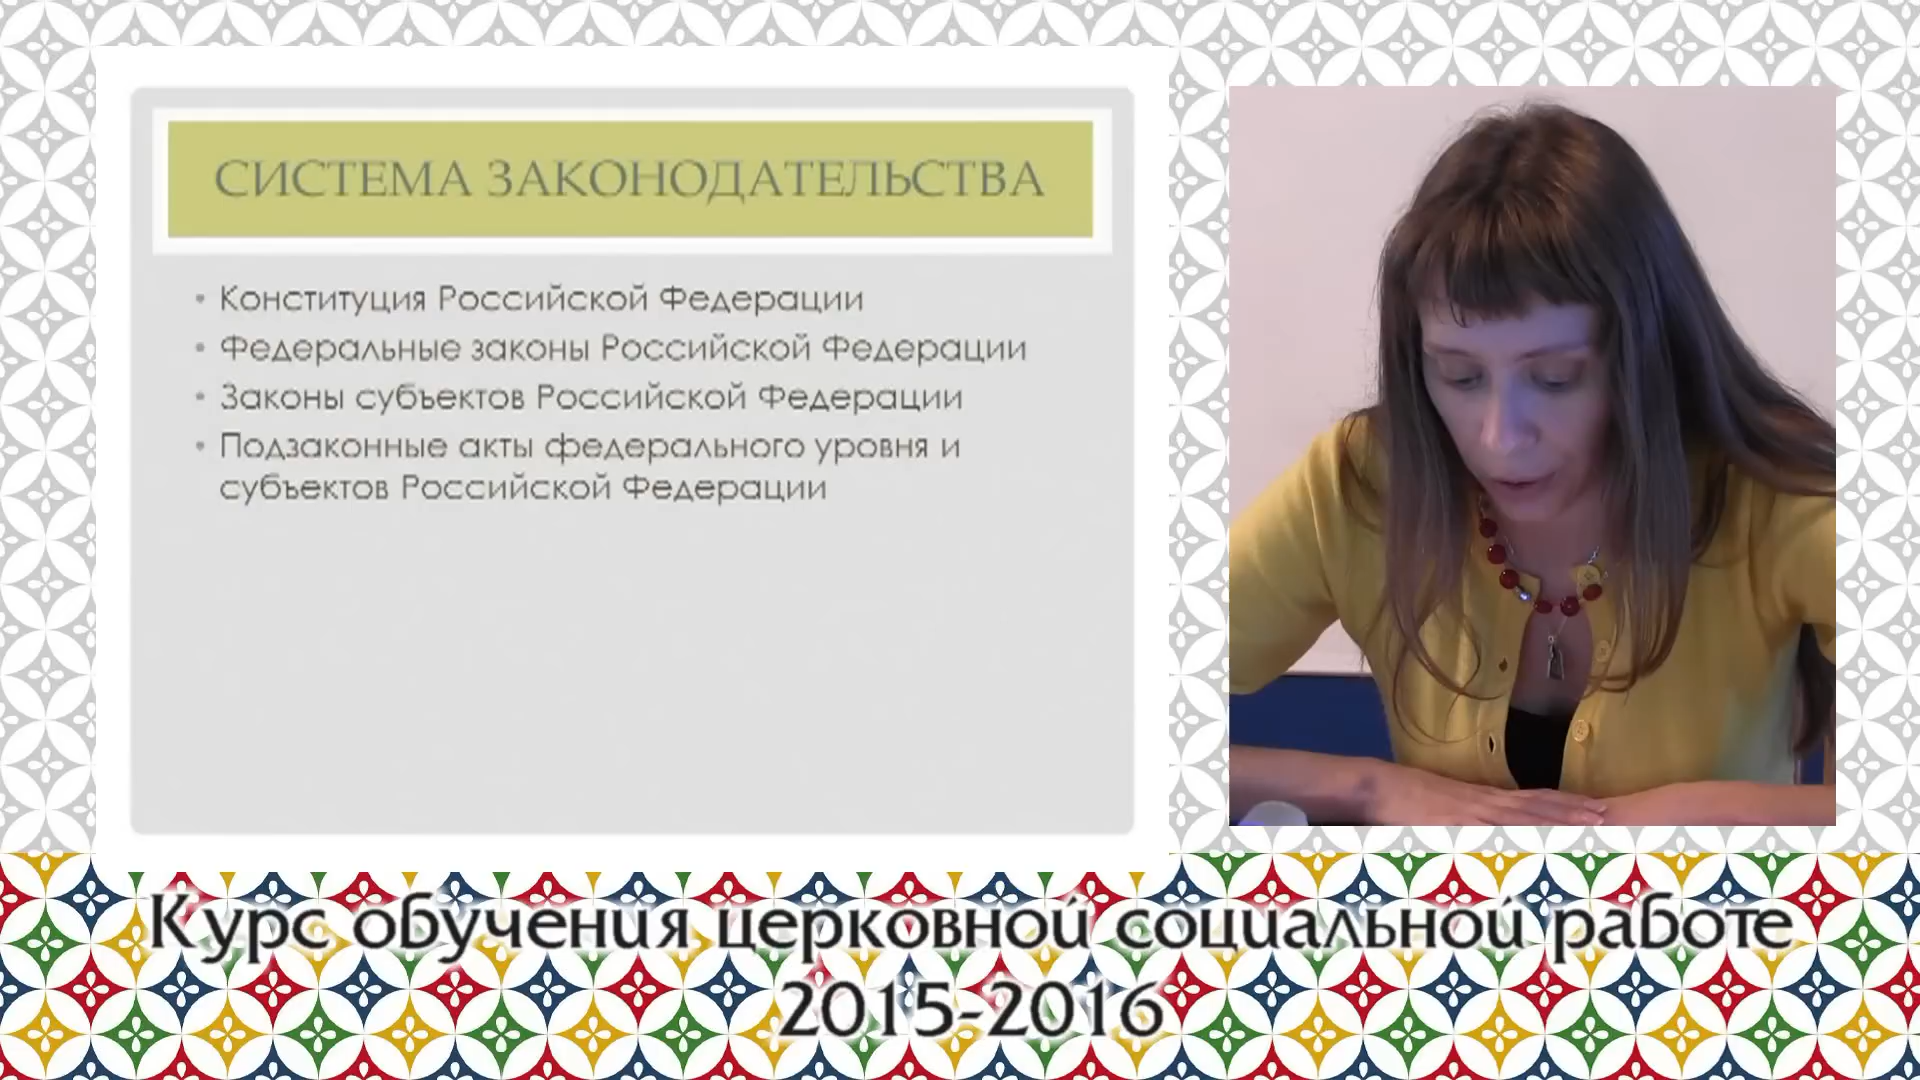 СИСТЕМА ЗАКОНОДАТЕЛЬСТВА
• Конституция Российской Федерации
• Федеральные законы Российской Федерации
• Законы субъектов Российской Федерации
• Подзаконные акты федерального уровня и
субъектов Российской Федерации
Курс обучения церковной социальной работе
2015-2016